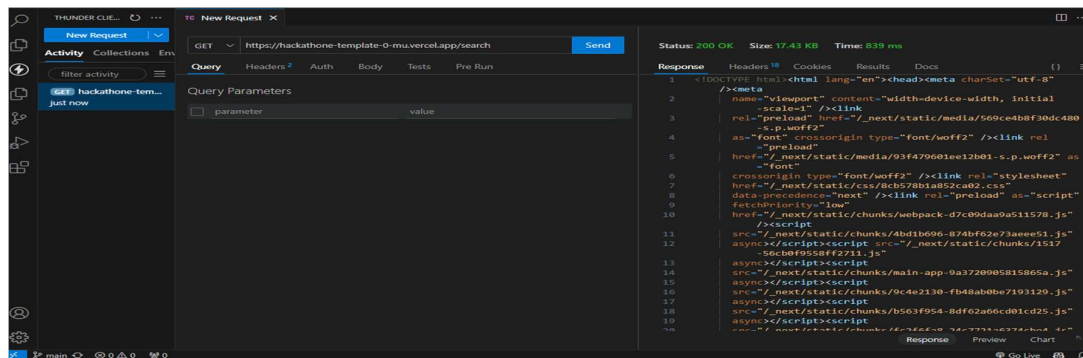 THUNDER CLIE... ...
New Request
Activity Collections Env
filter activity
GET hackathone-tem...
just now
TC New Request ×
GET https://hackathone-template-0-mu.vercel.app/search Send
Query Headers 2 Auth Body Tests Pre Run
Query Parameters
parameter value
Status: 200 OK Size: 17.43 KB Time: 839 ms
Response Headers 18 Cookies Results Docs {}
1 <!DOCTYPE html><html lang="en"><head><meta charSet="utf-8"
/><meta
2 name="viewport" content="width=device-width, initial
-scale=1" /><link
3 rel="preload" href="/_next/static/media/569ce4b8f30dc480
-s.p.woff2"
4 as="font" crossorigin type="font/woff2" /><link rel
="preload"
5 href="/_next/static/media/93f479601ee12b01-s.p.woff2" as
="font"
6 crossorigin type="font/woff2" /><link rel="stylesheet"
7 href="/_next/static/css/8cb578b1a852ca02.css"
8 data-precedence="next" /><link rel="preload" as="script"
9 fetchPriority="low"
10 href="/_next/static/chunks/webpack-d7c09daa9a511578.js"
/><script
11 src="/_next/static/chunks/4bd1b696-874bf62e73aeee51.js"
12 async></script><script src="/_next/static/chunks/1517
-56cb0f9558ff2711.js"
13 async></script><script
14 src="/_next/static/chunks/main-app-9a3720905815865a.js"
15 async></script><script
16 src="/_next/static/chunks/9c4e2130-fb48ab0be7193129.js"
17 async></script><script
18 src="/_next/static/chunks/b563f954-8df62a66cd01cd25.js"
19 async></script><script
Response Preview Chart
main 0 0 0 Go Live